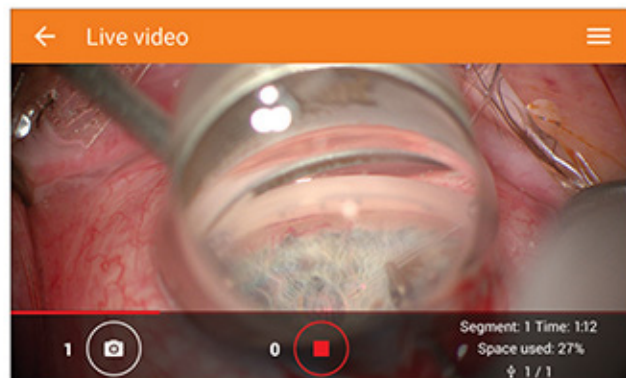 Live video
1
0
Segment: 1 Time: 1:12
Space used: 27%
1 / 1